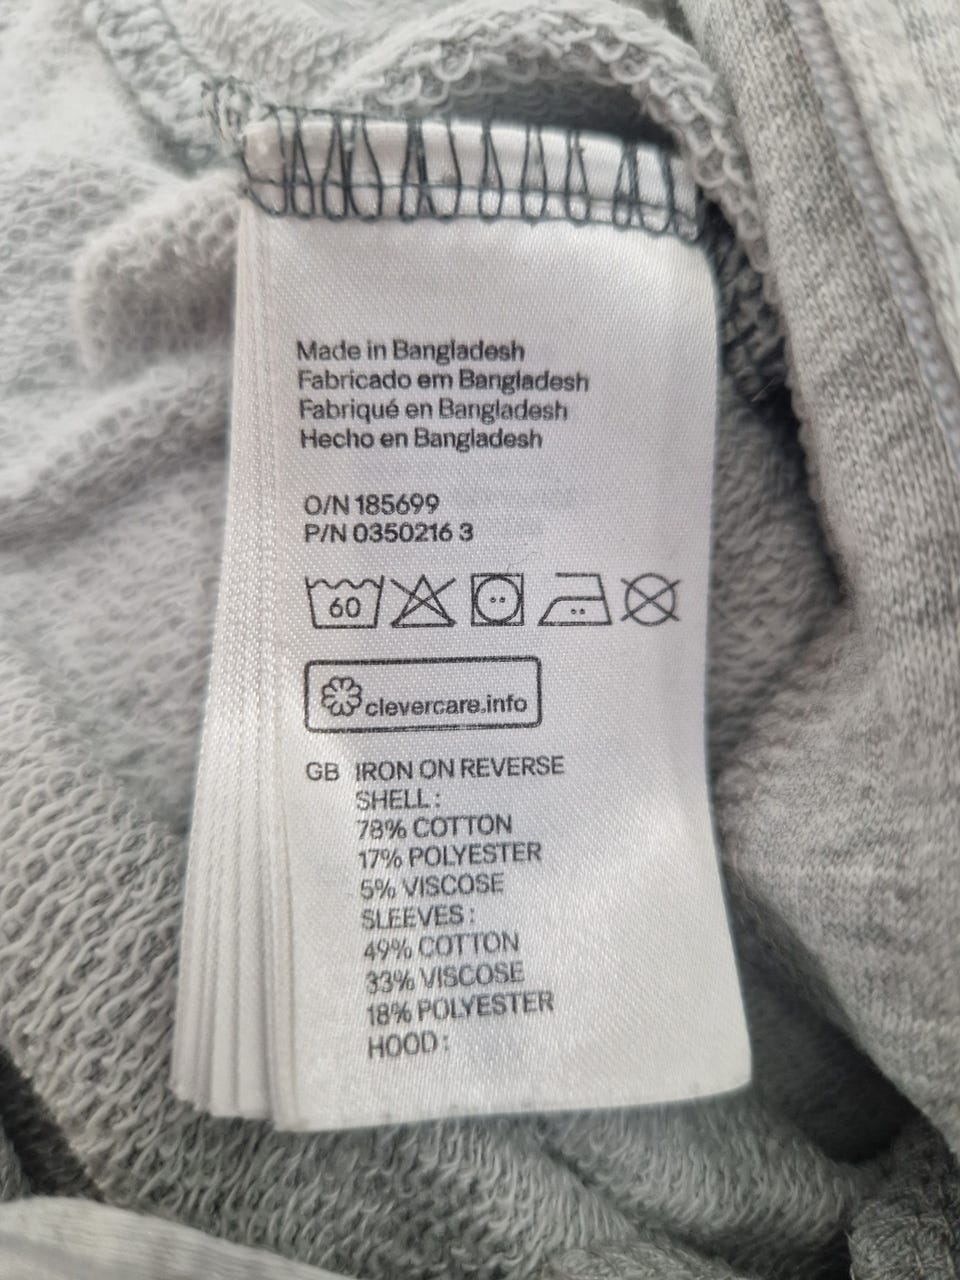 Made in Bangladesh
Fabricado em Bangladesh
Fabriqué en Bangladesh
Hecho en Bangladesh
O/N 185699
P/N 0350216 3
60
clevercare.info
GB IRON ON REVERSE
SHELL:
78% COTTON
17% POLYESTER
5% VISCOSE
SLEEVES:
49% COTTON
33% VISCOSE
18% POLYESTER
HOOD: